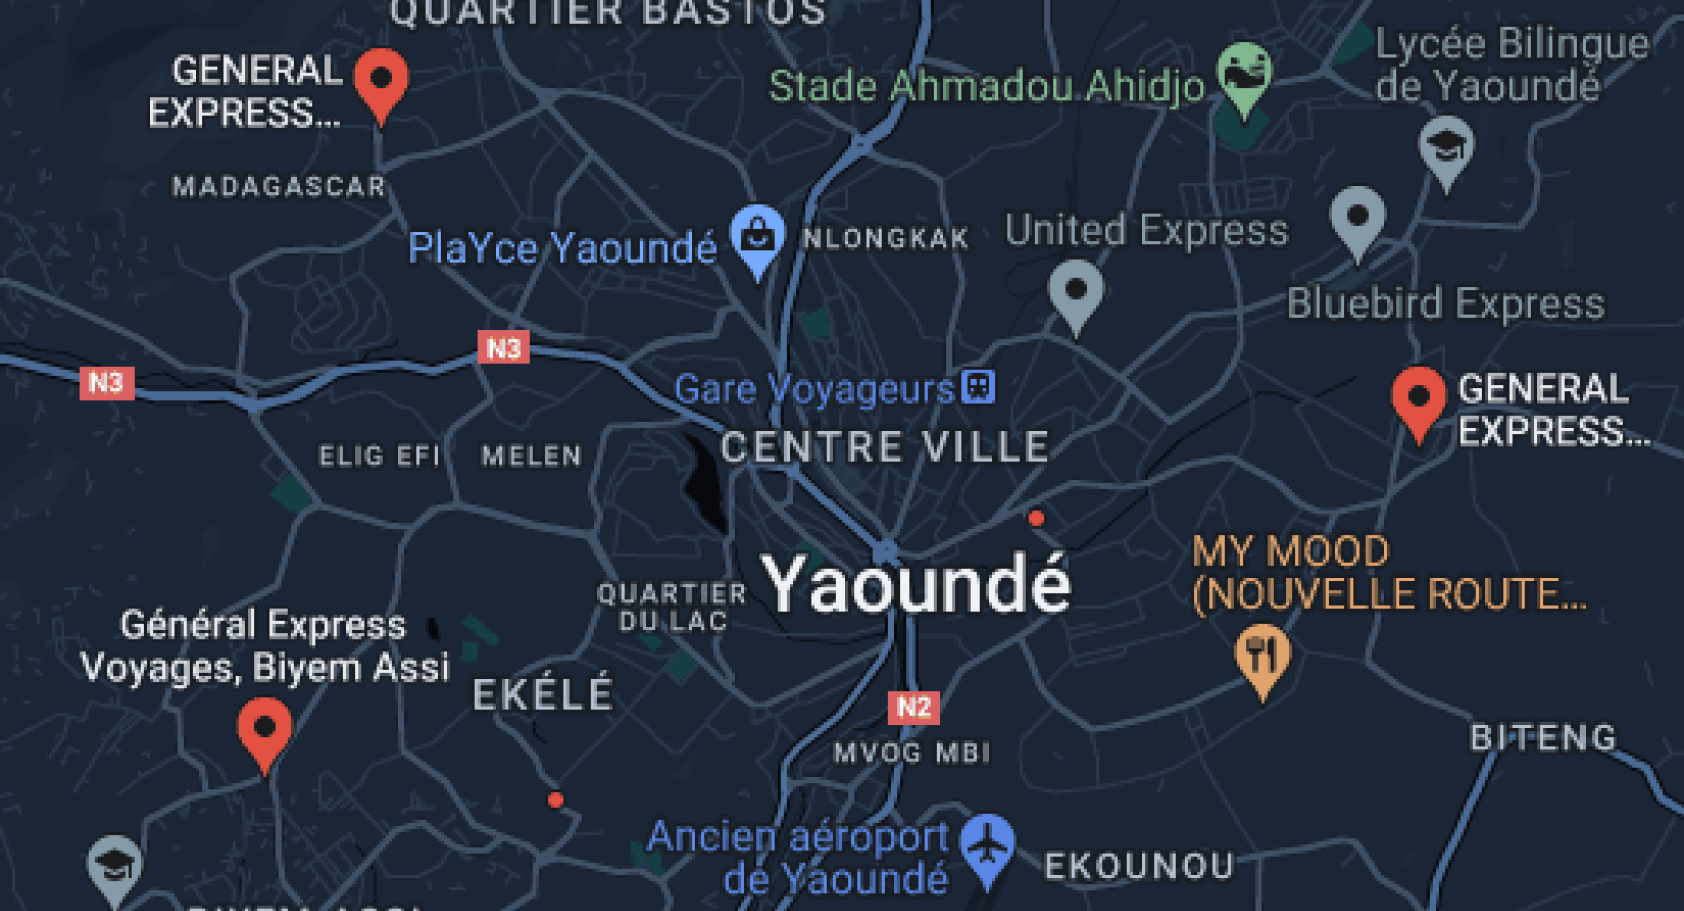 QUARTIER BASTOS
GENERAL
EXPRESS...
Stade Ahmadou Ahidjo
Lycée Bilingue
de Yaoundé
MADAGASCAR
PlaYce Yaoundé
NLONGKAK
United Express
Bluebird Express
N3
N3
Gare Voyageurs
GENERAL
EXPRESS...
ELIG EFI
MELEN
CENTRE VILLE
MY MOOD
(NOUVELLE ROUTE...
Yaoundé
QUARTIER
DU LAC
Général Express
Voyages, Biyem Assi
EKÉLÉ
N2
MVOG MBI
BITENG
Ancien aéroport
de Yaoundé
EKOUNOU